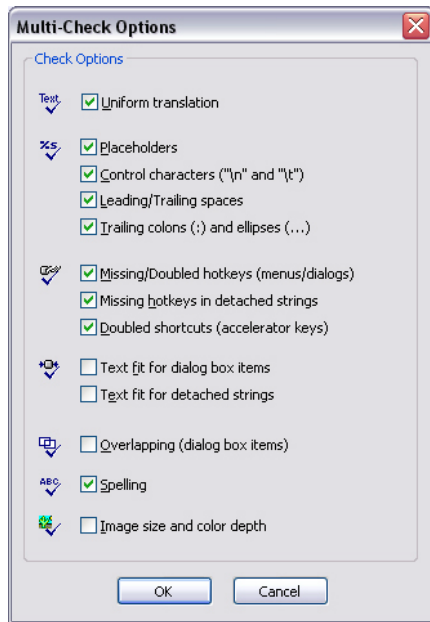 Multi-Check Options
Check Options
Text
Uniform translation
%s
Placeholders
Control characters ("\n" and "\t")
Leading/Trailing spaces
Trailing colons (:) and ellipses (...)
Missing/Doubled hotkeys (menus/dialogs)
Missing hotkeys in detached strings
Doubled shortcuts (accelerator keys)
Text fit for dialog box items
Text fit for detached strings
Overlapping (dialog box items)
ABC
Spelling
Image size and color depth
OK
Cancel